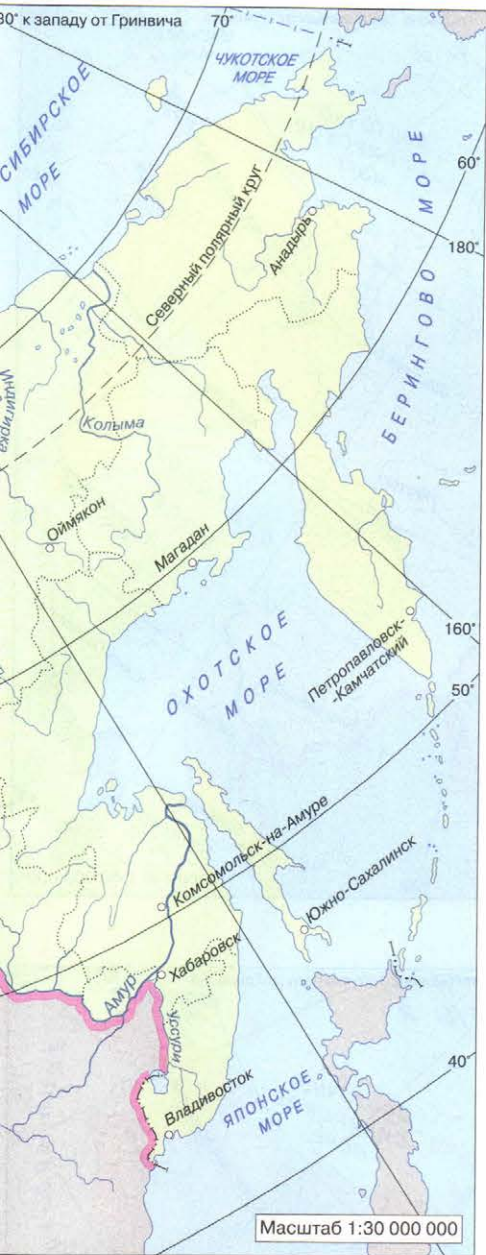 80° к западу от Гринвича
70°
ЧУКОТСКОЕ
МОРЕ
СИБИРСКОЕ
МОРЕ
60°
БЕРИНГОВО МОРЕ
180°
Северный полярный круг
Анадырь
Индигирка
Колыма
Оймякон
Магадан
ОХОТСКОЕ
МОРЕ
Петропавловск-
-Камчатский
160°
50°
Комсомольск-на-Амуре
Южно-Сахалинск
Хабаровск
Амур
Уссури
Владивосток
ЯПОНСКОЕ
МОРЕ
40°
Масштаб 1:30 000 000